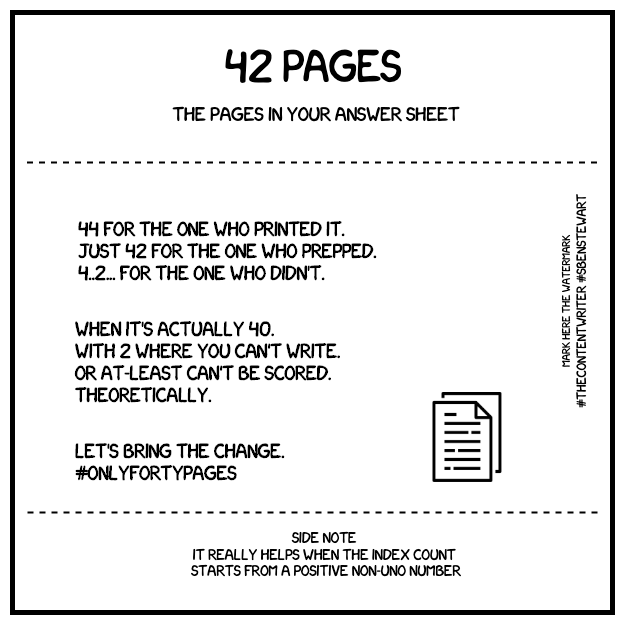 42 PAGES
THE PAGES IN YOUR ANSWER SHEET
44 FOR THE ONE WHO PRINTED IT.
JUST 42 FOR THE ONE WHO PREPPED.
4..2... FOR THE ONE WHO DIDN'T.
WHEN IT'S ACTUALLY 40.
WITH 2 WHERE YOU CAN'T WRITE.
OR AT-LEAST CAN'T BE SCORED.
THEORETICALLY.
LET'S BRING THE CHANGE.
#ONLYFORTYPAGES
MARK HERE THE WATERMARK
#THECONTENTWRITER #SBENSTEWART
SIDE NOTE
IT REALLY HELPS WHEN THE INDEX COUNT
STARTS FROM A POSITIVE NON-UNO NUMBER